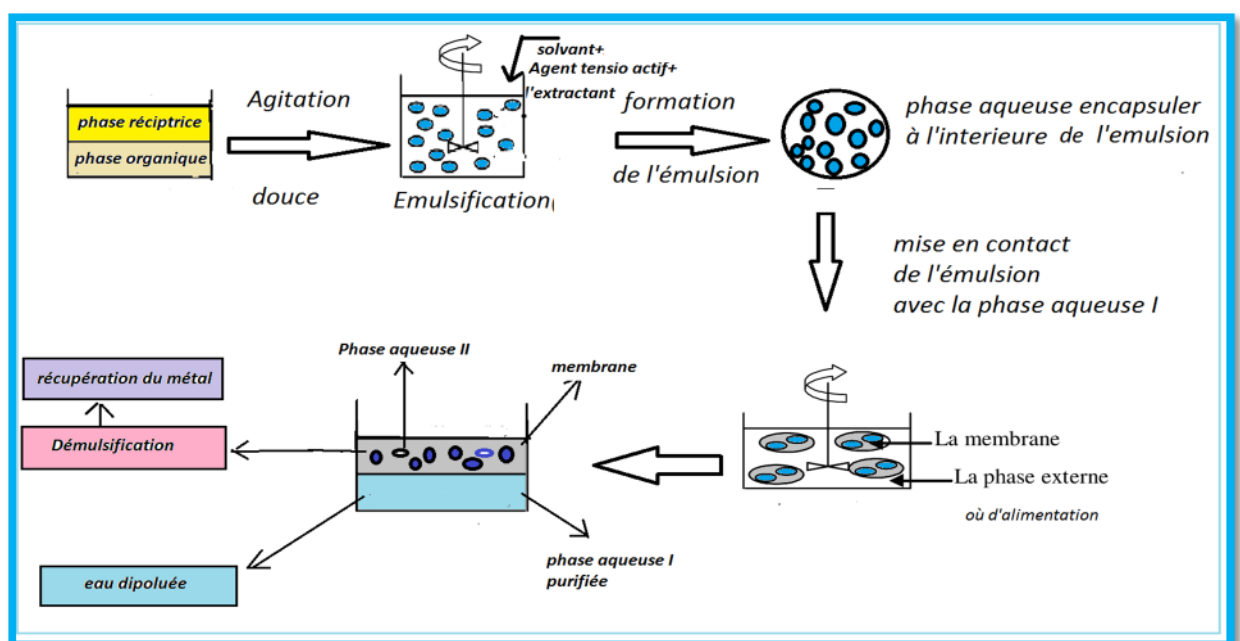 phase réciptrice
phase organique
Agitation
douce
solvant+
Agent tensio actif+
l'extractant
Emulsification
formation
de l'émulsion
phase aqueuse encapsuler
à l'interieure de l'emulsion
mise en contact
de l'émulsion
avec la phase aqueuse I
La membrane
La phase externe
où d'alimentation
Phase aqueuse II
membrane
récupération du métal
Démulsification
phase aqueuse I
purifiée
eau dipoluée